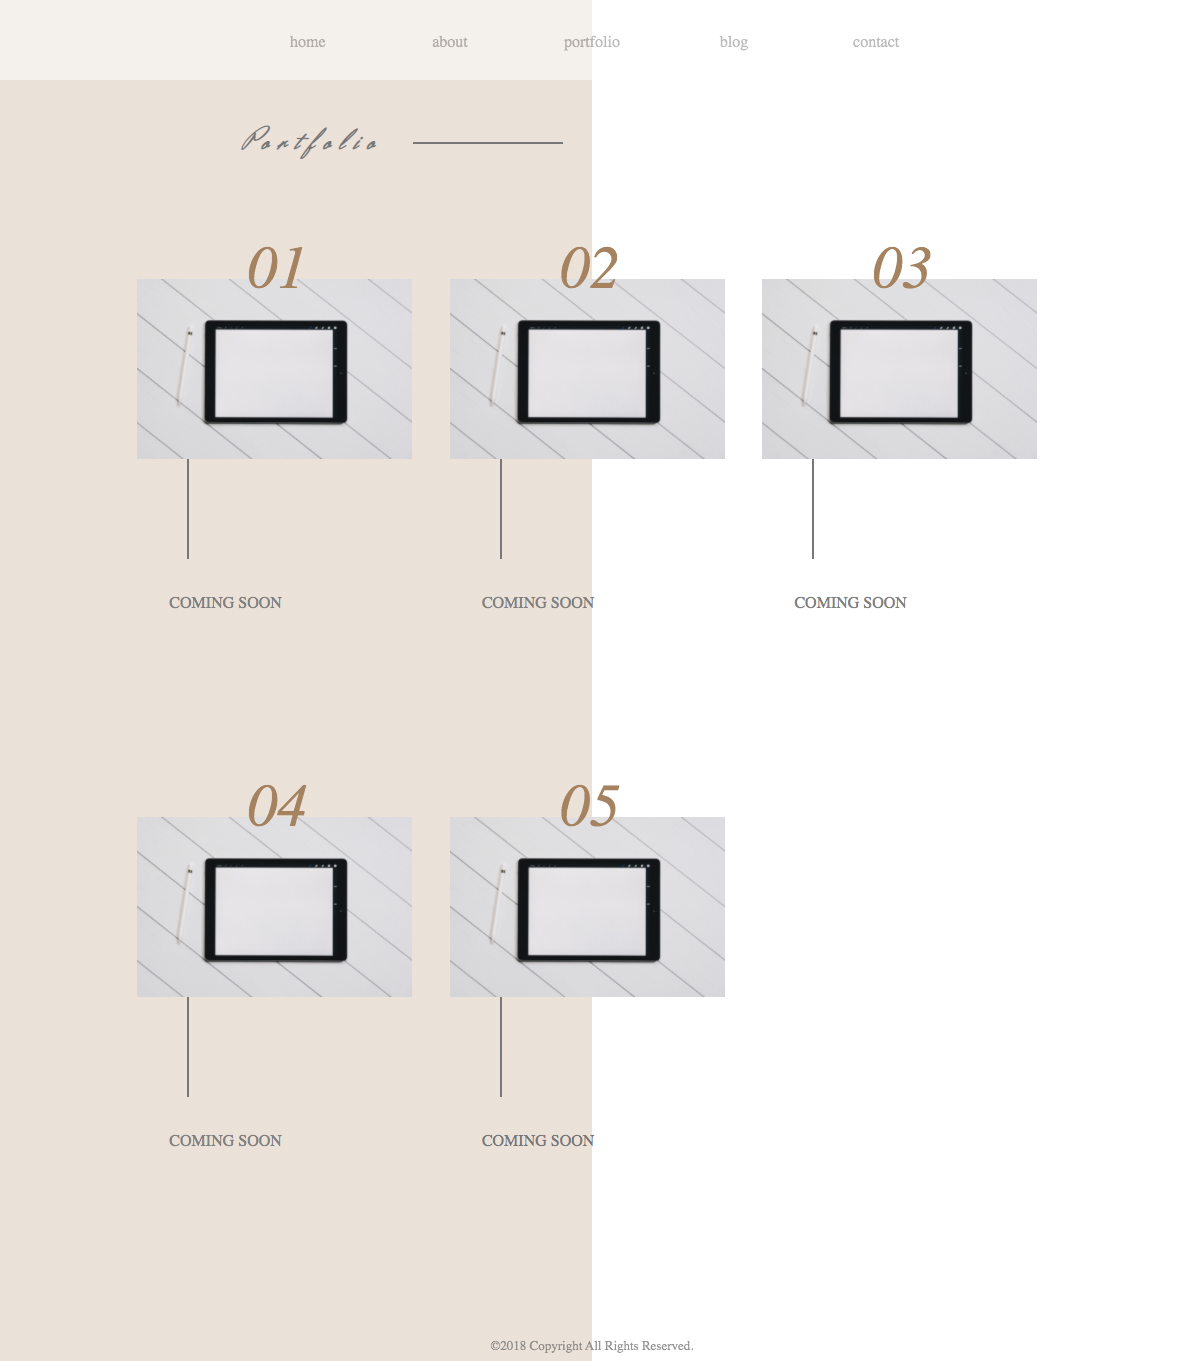 home about portfolio blog contact
Portfolio
01 02 03
COMING SOON COMING SOON COMING SOON
04 05
COMING SOON COMING SOON
©2018 Copyright All Rights Reserved.